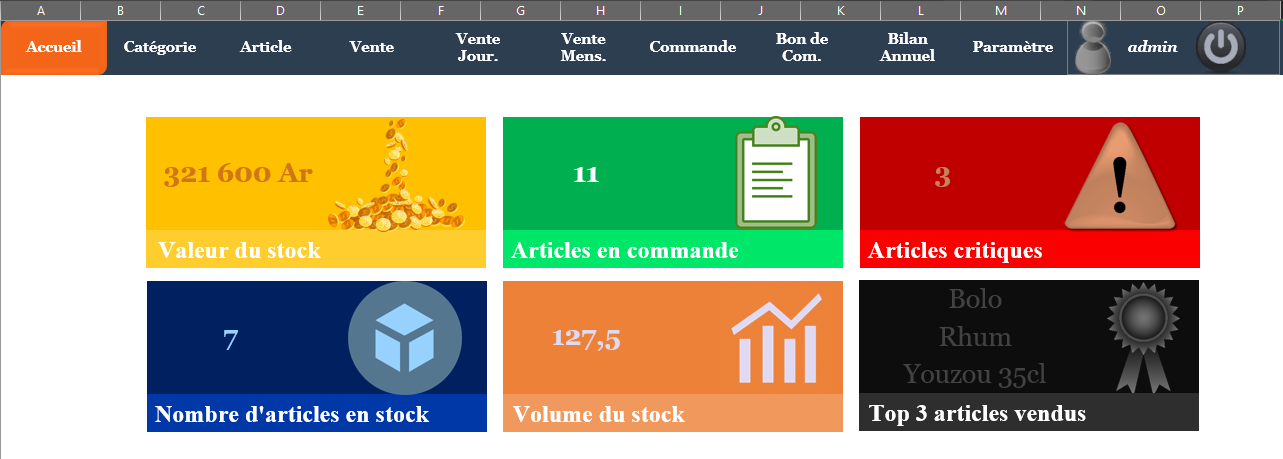 A B C D E F G H I J K L M N O P
Accueil Catégorie Article Vente Vente Jour. Vente Mens. Commande Bon de Com. Bilan Annuel Paramètre admin
321 600 Ar
Valeur du stock
11
Articles en commande
3
Articles critiques
7
Nombre d'articles en stock
127,5
Volume du stock
Bolo
Rhum
Youzou 35cl
Top 3 articles vendus